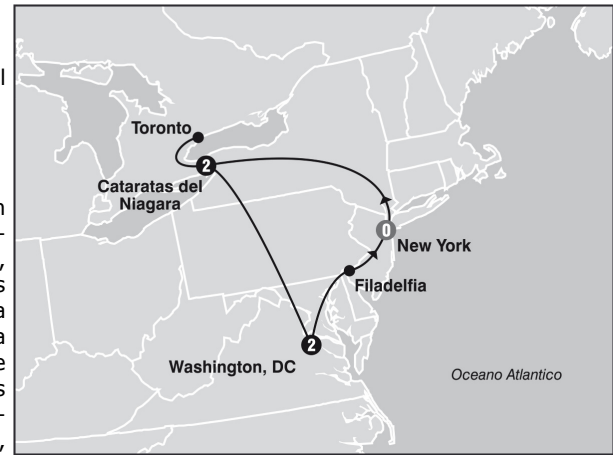 l
n
-
,
s
a
a
e
s
-
,
Toronto
2
Cataratas del
Niagara
0
New York
Filadelfia
2
Washington, DC
Oceano Atlantico